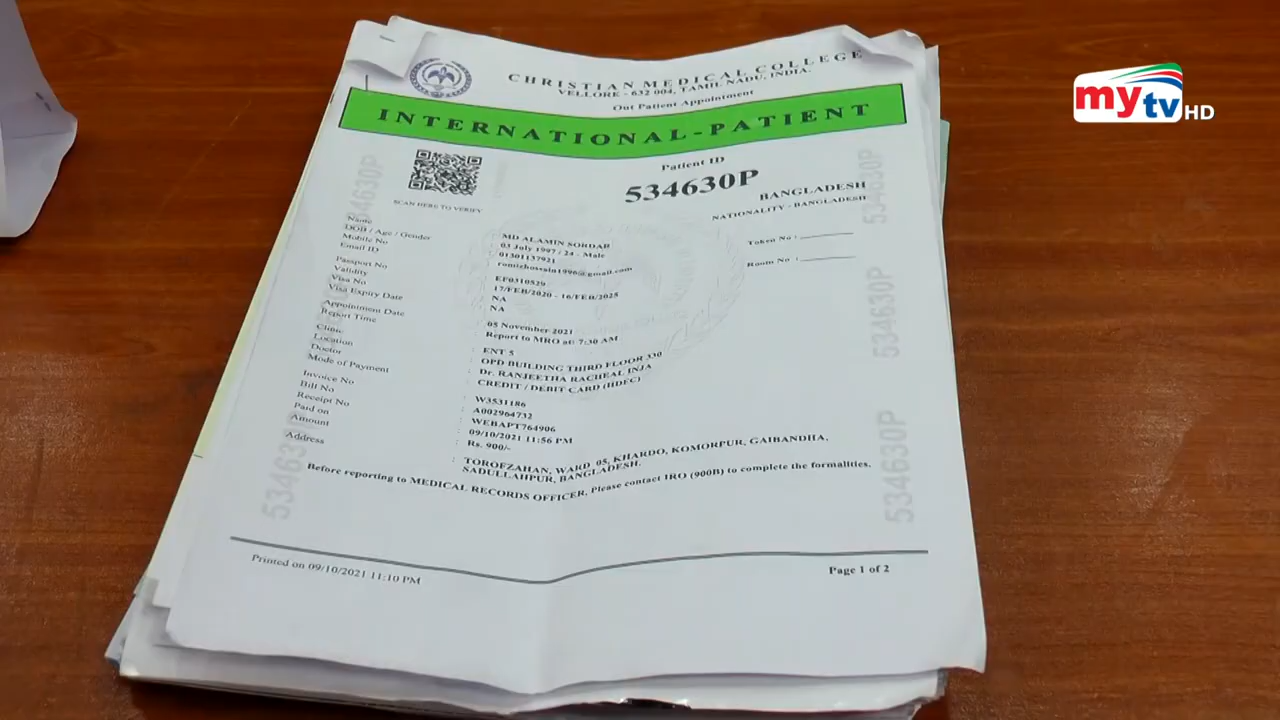 my tv HD
CHRISTIAN MEDICAL COLLEGE
VELLORE - 632 004, TAMIL NADU, INDIA.
Out Patient Appointment
INTERNATIONAL-PATIENT
Patient ID
534630P
BANGLADESH
NATIONALITY - BANGLADESH
SCAN HERE TO VERIFY
Token No :
Room No :
Name : MD ALAMIN SORDAR
DOB / Age / Gender : 03 July 1997 / 24 - Male
Mobile No : 01301137921
Email ID : romizhossain1996@gmail.com
Passport No : EF0310529
Validity : 17/FEB/2020 - 16/FEB/2025
Visa No : NA
Visa Expiry Date : NA
Appointment Date : 05 November 2021
Report Time : Report to MRO at: 7:30 AM
Clinic : ENT 5
Location : OPD BUILDING THIRD FLOOR 330
Doctor : Dr. RANJEETHA RACHEAL INJA
Mode of Payment : CREDIT / DEBIT CARD (HDFC)
Invoice No : W3531186
Bill No : A002964732
Receipt No : WEBAPT764906
Paid on : 09/10/2021 11:56 PM
Amount : Rs. 900/-
Address : TOROFZAHAN, WARD 05, KHARDO, KOMORPUR, GAIBANDHA,
SADULLAHPUR, BANGLADESH.
Before reporting to MEDICAL RECORDS OFFICER, Please contact IRO (900B) to complete the formalities.
534630P
534630P
534630P
534630P
534630P
Printed on 09/10/2021 11:10 PM
Page 1 of 2